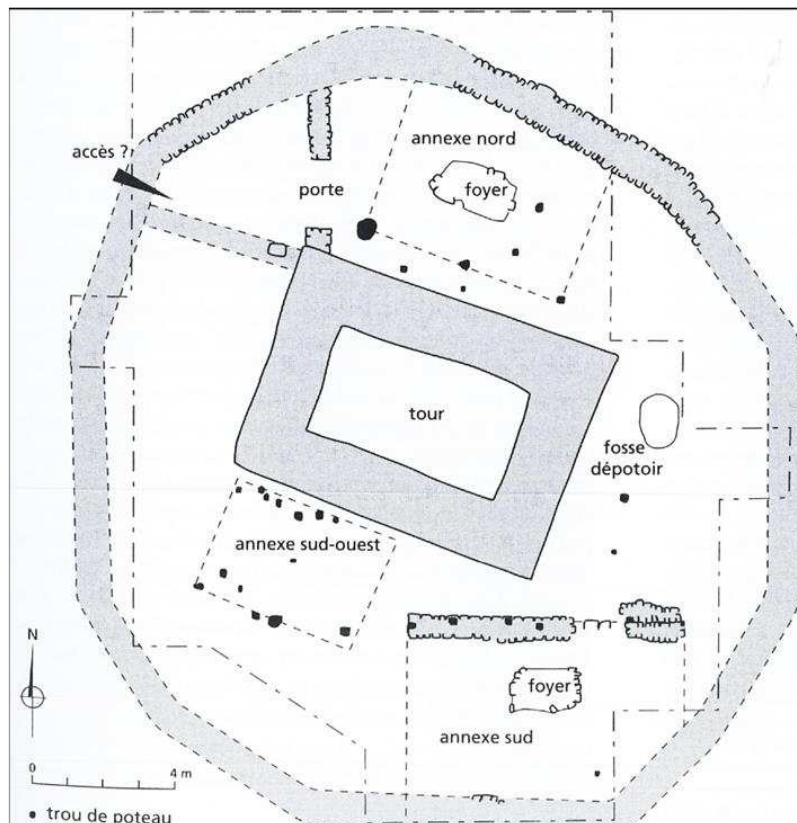 annexe nord
accès ?
foyer
porte
tour
fosse
dépotoir
annexe sud-ouest
N
foyer
annexe sud
0
4 m
trou de poteau